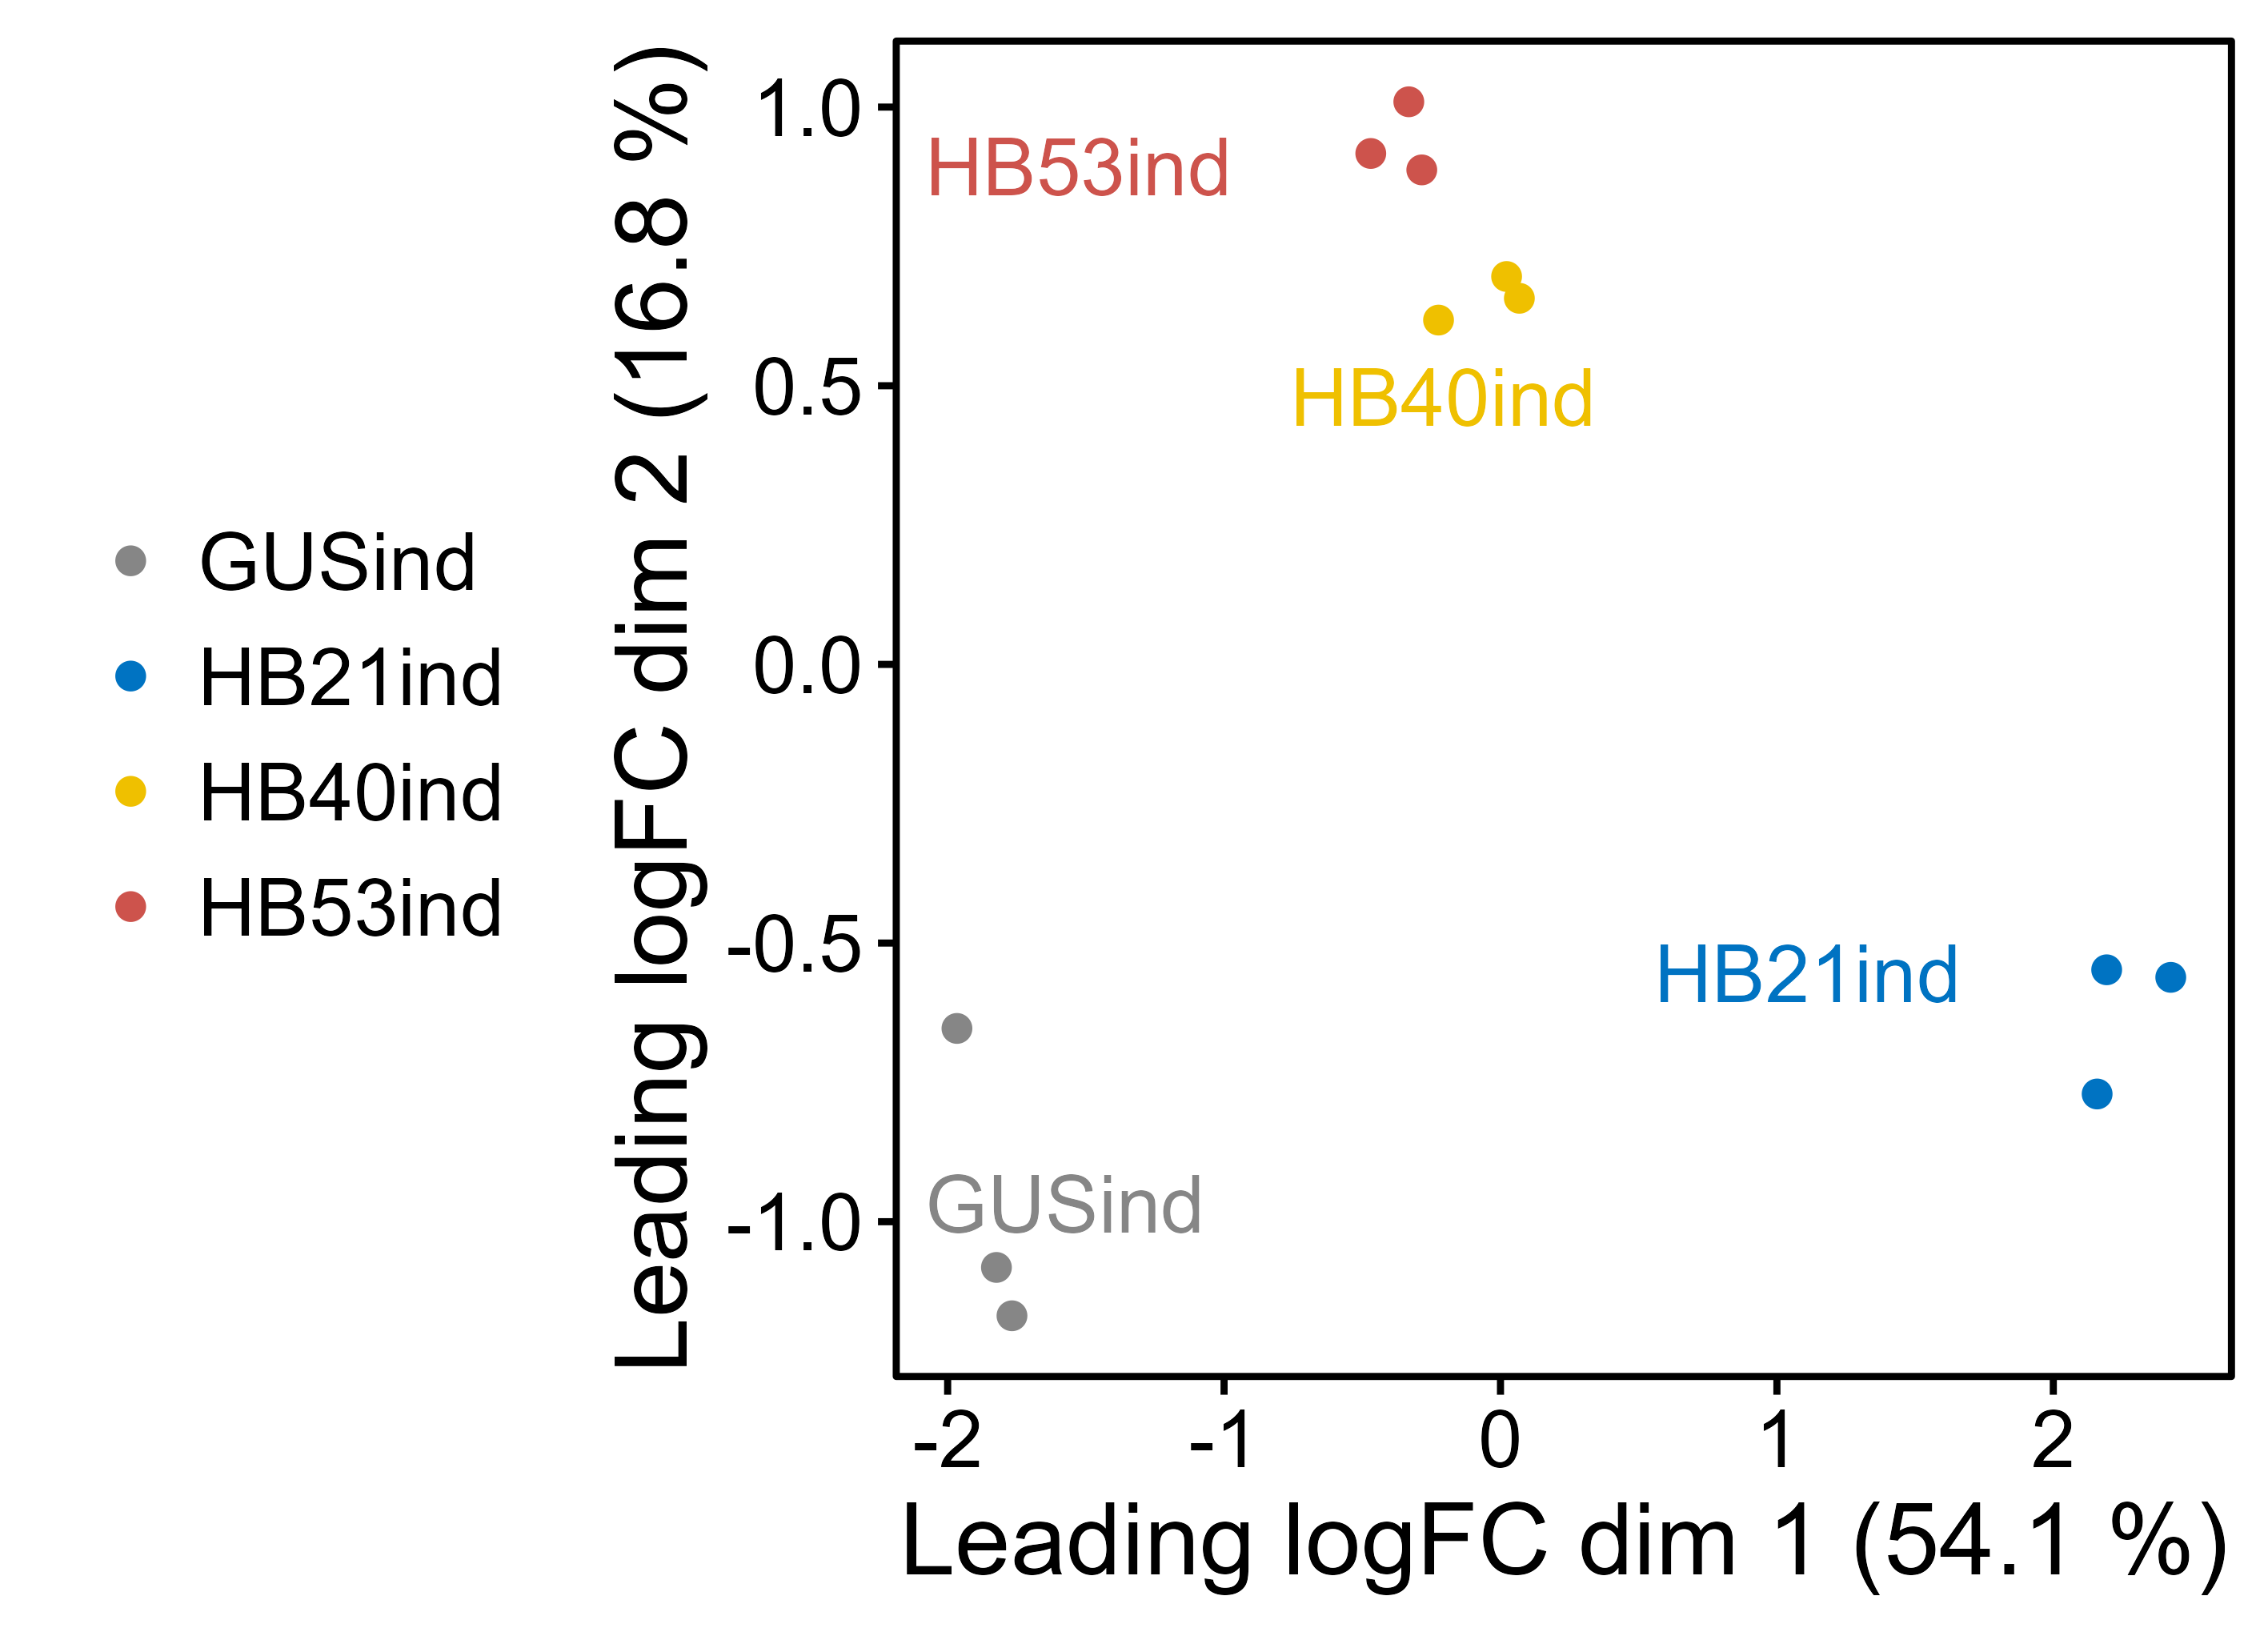 GUSind
HB21ind
HB40ind
HB53ind
Leading logFC dim 2 (16.8 %)
1.0
0.5
0.0
-0.5
-1.0
HB53ind
HB40ind
HB21ind
GUSind
-2 -1 0 1 2
Leading logFC dim 1 (54.1 %)